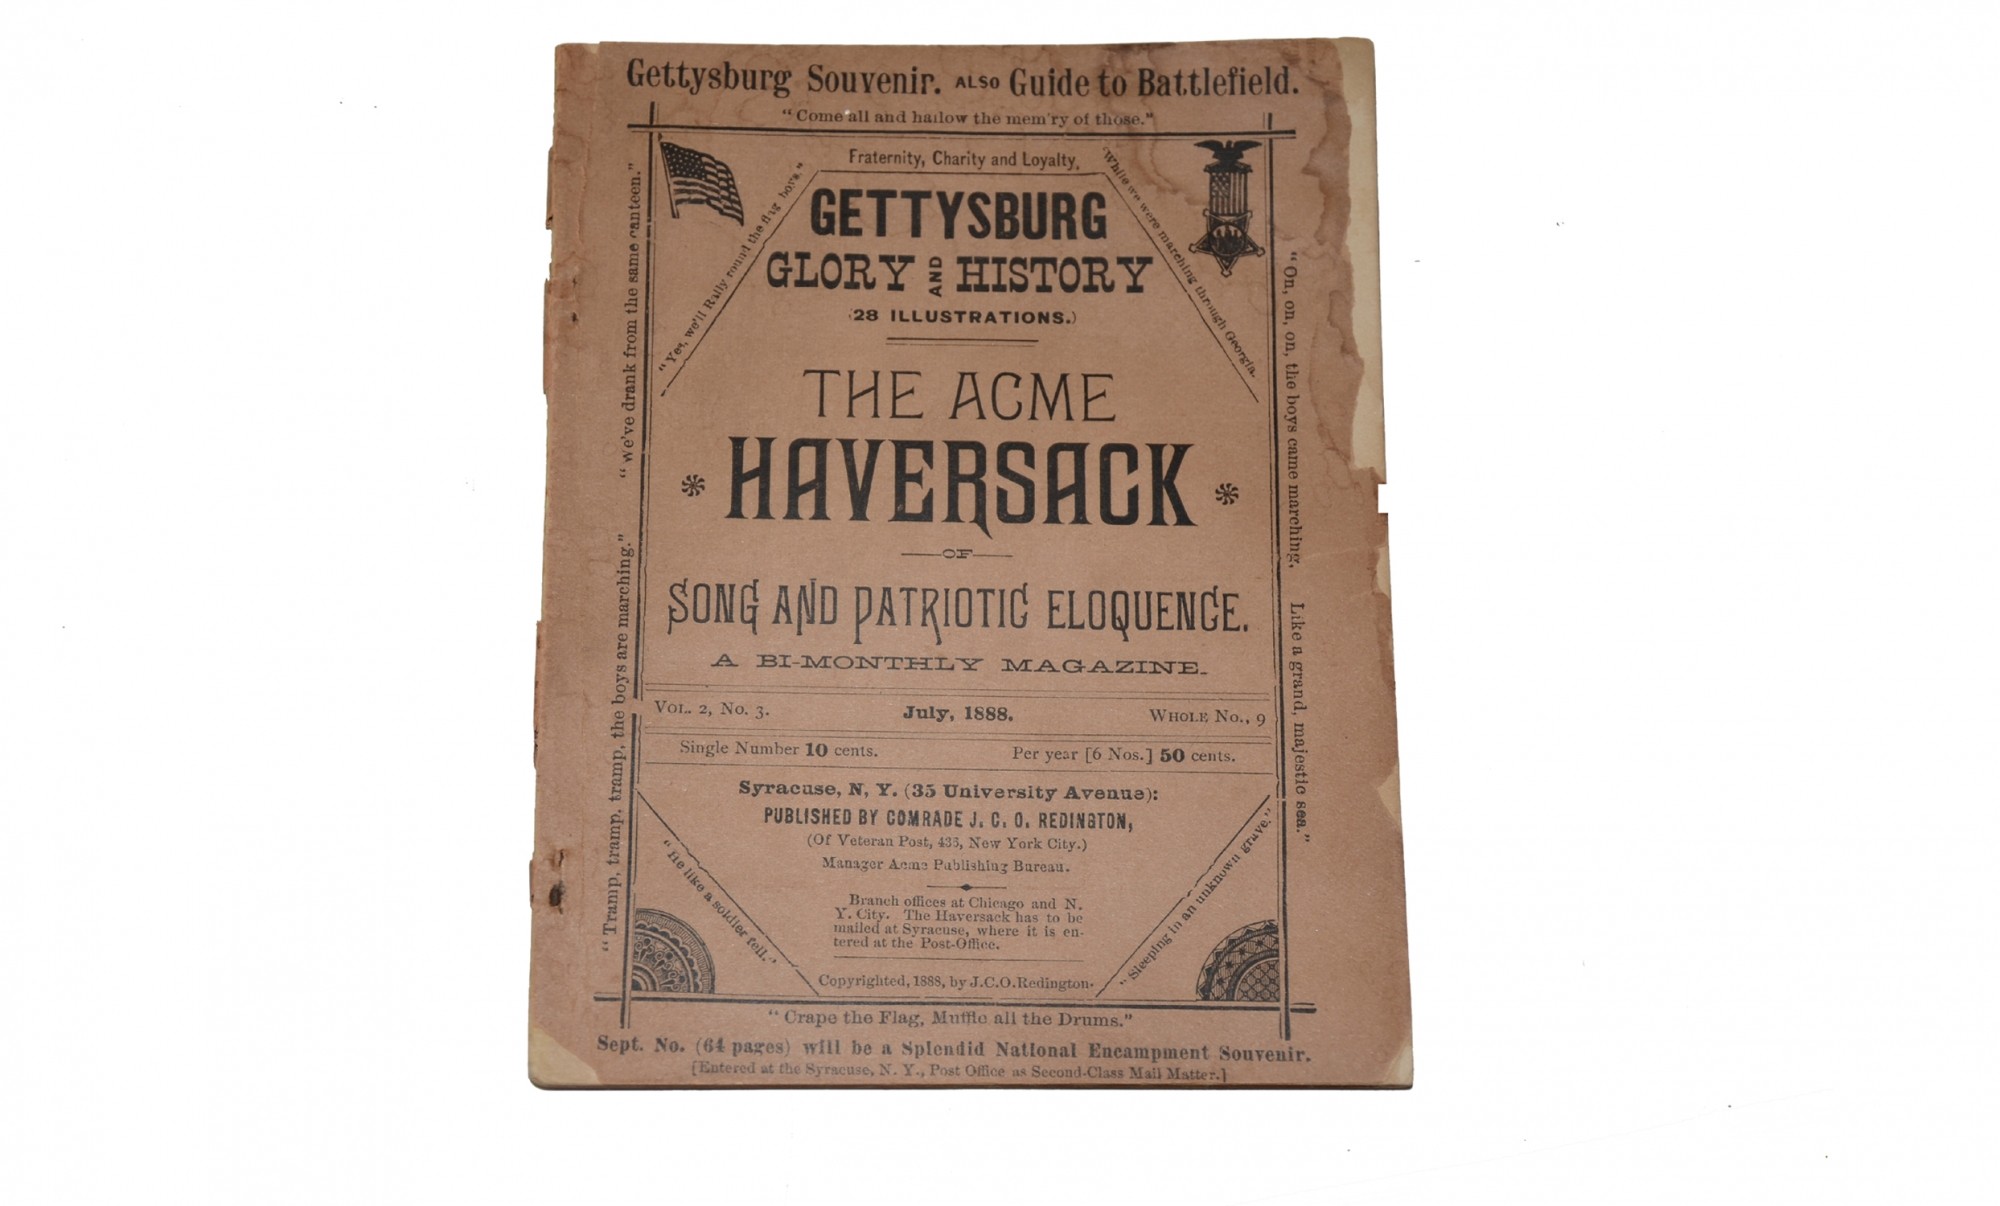 Gettysburg Souvenir. ALSO Guide to Battlefield.
"Come all and hallow the mem'ry of those."
Fraternity, Charity and Loyalty.
"Yes, we'll Rally round the flag boys."
"While we were marching through Georgia.
GETTYSBURG
GLORY AND HISTORY
(28 ILLUSTRATIONS.)
"We've drank from the same canteen."
"Tramp, tramp, tramp, the boys are marching."
"On, on, on, the boys came marching, Like a grand, majestic sea."
THE ACME
HAVERSACK
OF
SONG AND PATRIOTIC ELOQUENCE.
A BI-MONTHLY MAGAZINE.
VOL. 2, No. 3. July, 1888. WHOLE No., 9
Single Number 10 cents. Per year [6 Nos.] 50 cents.
Syracuse, N. Y. (35 University Avenue):
PUBLISHED BY COMRADE J. C. O. REDINGTON,
(Of Veteran Post, 436, New York City.)
Manager Acme Publishing Bureau.
Branch offices at Chicago and N.
Y. City. The Haversack has to be
mailed at Syracuse, where it is en-
tered at the Post-Office.
"He like a soldier fell."
"Sleeping in an unknown grave."
Copyrighted, 1888, by J.C.O.Redington.
"Crape the Flag, Muffle all the Drums."
Sept. No. (64 pages) will be a Splendid National Encampment Souvenir.
[Entered at the Syracuse, N. Y., Post Office as Second-Class Mail Matter.]